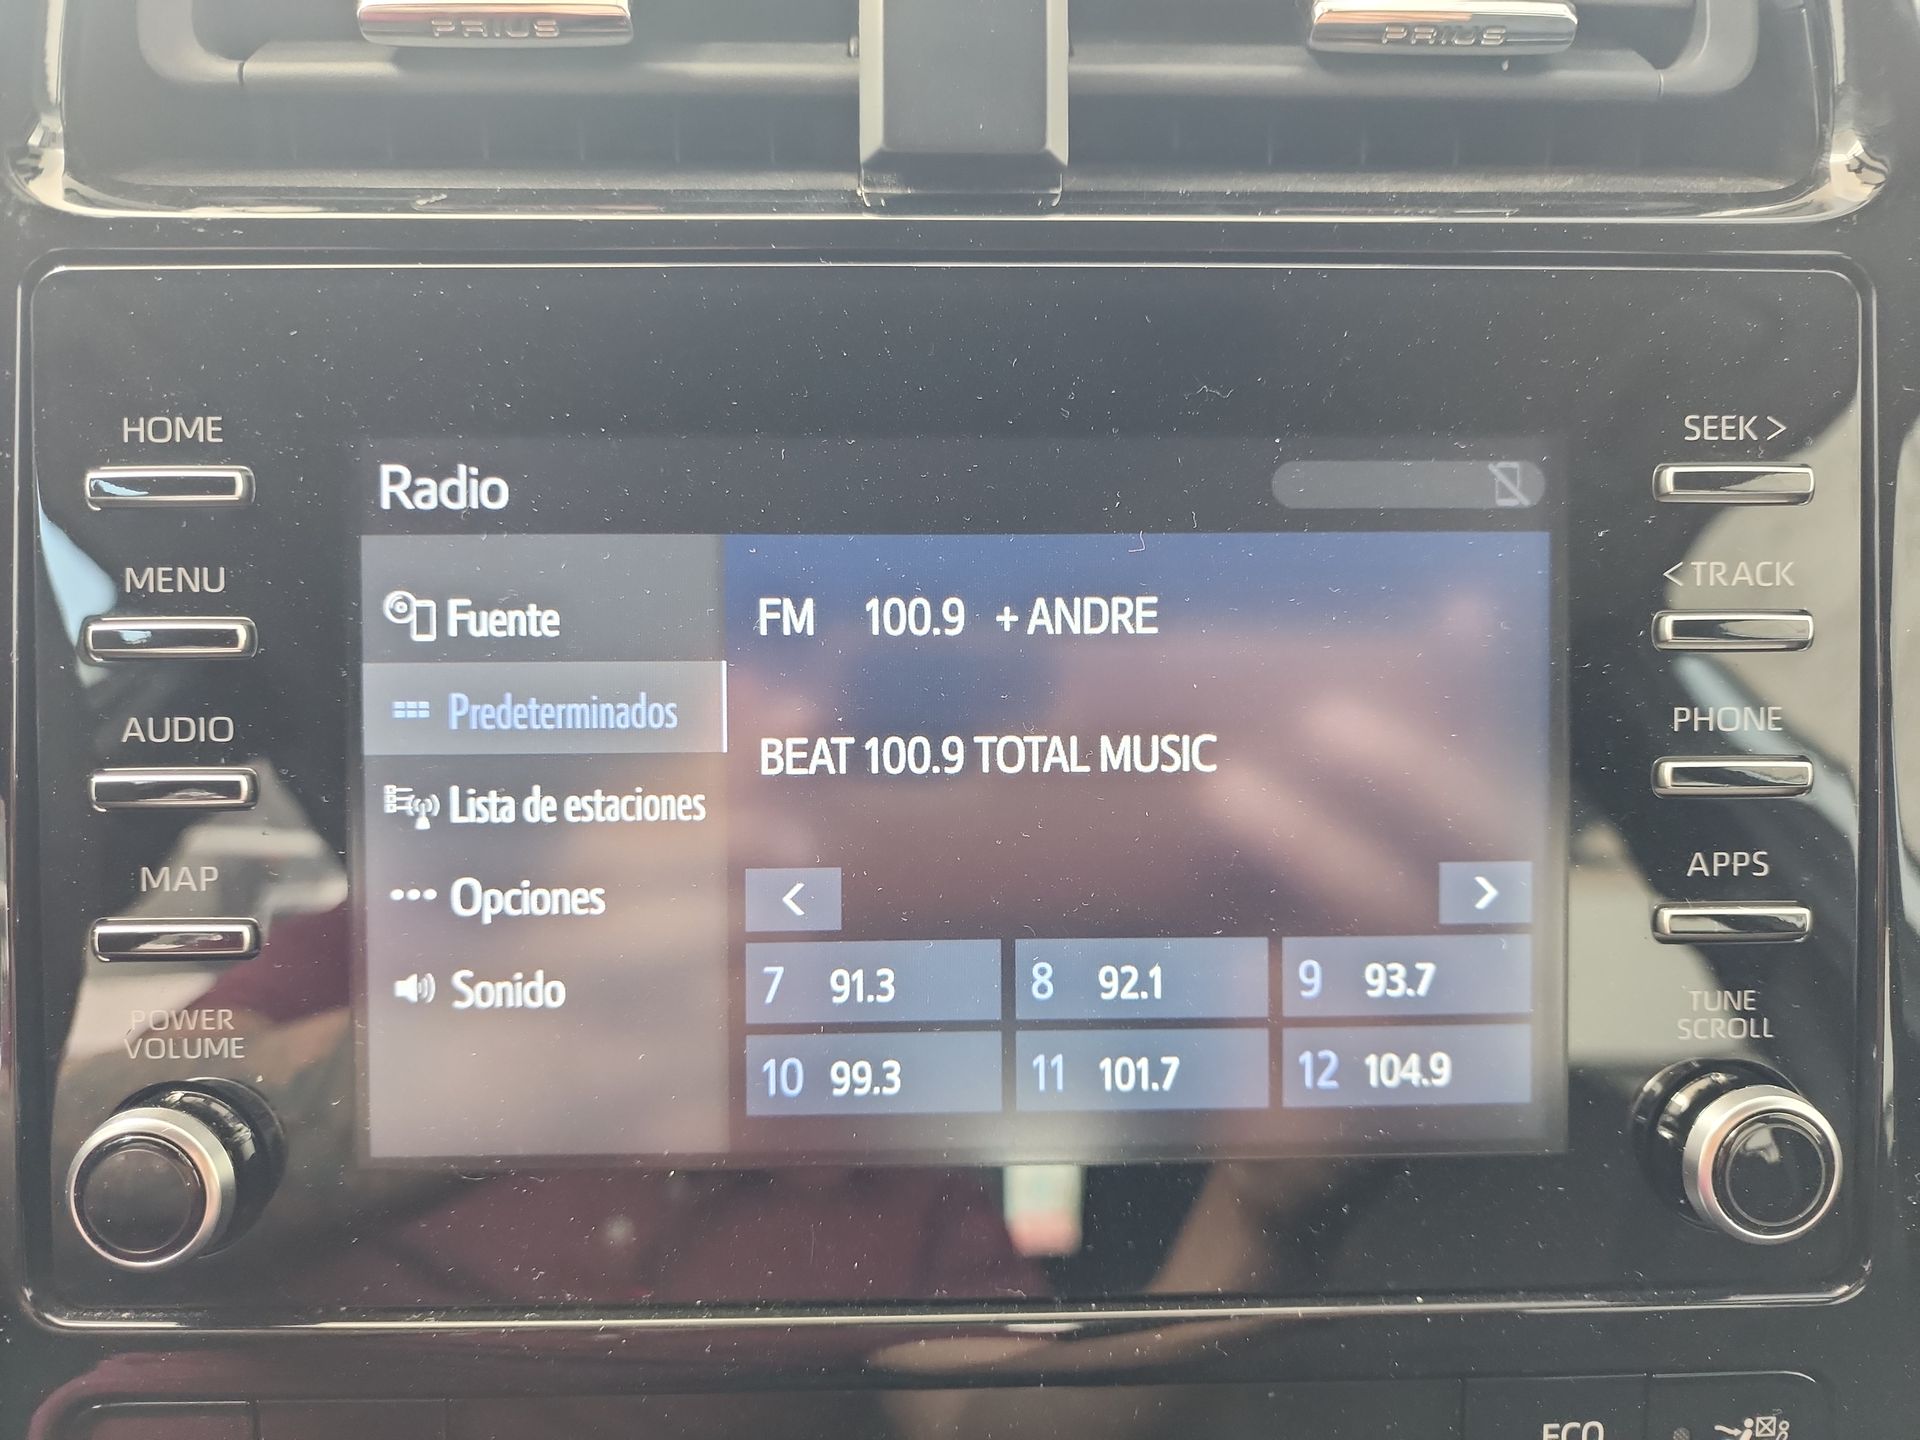 PRIUS
PRIUS
HOME
MENU
AUDIO
MAP
POWER
VOLUME
Radio
Fuente
Predeterminados
Lista de estaciones
Opciones
Sonido
FM 100.9 + ANDRE
BEAT 100.9 TOTAL MUSIC
< >
7 91.3 8 92.1 9 93.7
10 99.3 11 101.7 12 104.9
SEEK >
< TRACK
PHONE
APPS
TUNE
SCROLL
ECO